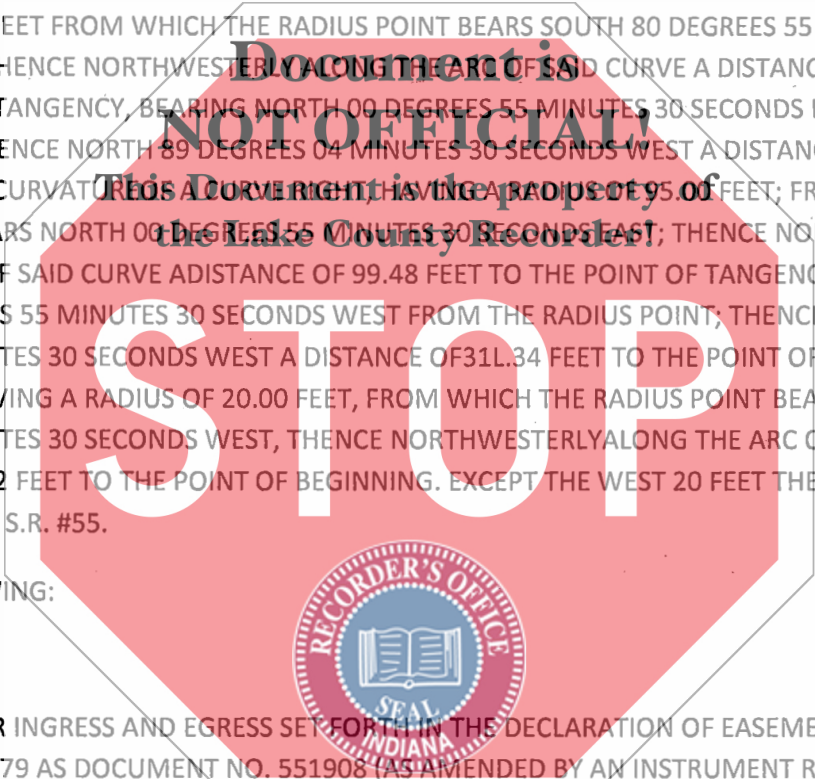 EET FROM WHICH THE RADIUS POINT BEARS SOUTH 80 DEGREES 55
Document is
HENCE NORTHWESTERLY ALONG THE ARC OF SAID CURVE A DISTANC
TANGENCY, BEARING NORTH 00 DEGREES 55 MINUTES 30 SECONDS
NOT OFFICIAL!
ENCE NORTH 89 DEGREES 04 MINUTES 30 SECONDS WEST A DISTAN
CURVATURE OF A CURVE RIGHT, HAVING A RADIUS OF 95.00 FEET; FR
This Document is the property of
RS NORTH 00 DEGREES 55 MINUTES 30 SECONDS EAST; THENCE NO
the Lake County Recorder!
F SAID CURVE ADISTANCE OF 99.48 FEET TO THE POINT OF TANGENC
S 55 MINUTES 30 SECONDS WEST FROM THE RADIUS POINT; THENC
TES 30 SECONDS WEST A DISTANCE OF31L.34 FEET TO THE POINT OF
VING A RADIUS OF 20.00 FEET, FROM WHICH THE RADIUS POINT BEA
STOP
TES 30 SECONDS WEST, THENCE NORTHWESTERLYALONG THE ARC
2 FEET TO THE POINT OF BEGINNING. EXCEPT THE WEST 20 FEET THE
S.R. #55.
RECORDER'S OFFICE
ING:
SEAL
INDIANA
R INGRESS AND EGRESS SET FORTH IN THE DECLARATION OF EASEME
79 AS DOCUMENT NO. 551908 (AS AMENDED BY AN INSTRUMENT R